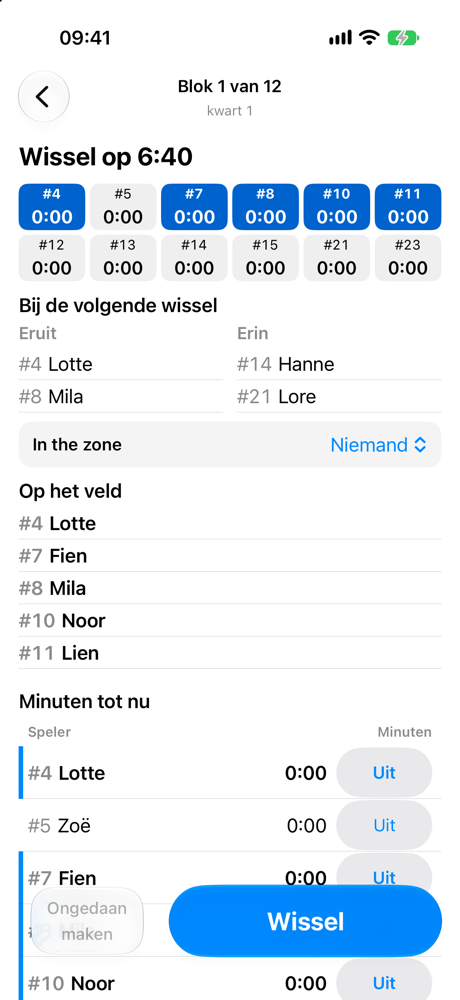 09:41
Blok 1 van 12
kwart 1
Wissel op 6:40
#4 #5 #7 #8 #10 #11
0:00 0:00 0:00 0:00 0:00 0:00
#12 #13 #14 #15 #21 #23
0:00 0:00 0:00 0:00 0:00 0:00
Bij de volgende wissel
Eruit Erin
#4 Lotte #14 Hanne
#8 Mila #21 Lore
In the zone Niemand
Op het veld
#4 Lotte
#7 Fien
#8 Mila
#10 Noor
#11 Lien
Minuten tot nu
Speler Minuten
#4 Lotte 0:00 Uit
#5 Zoë 0:00 Uit
#7 Fien 0:00 Uit
Ongedaan
maken
Wissel
#10 Noor 0:00 Uit